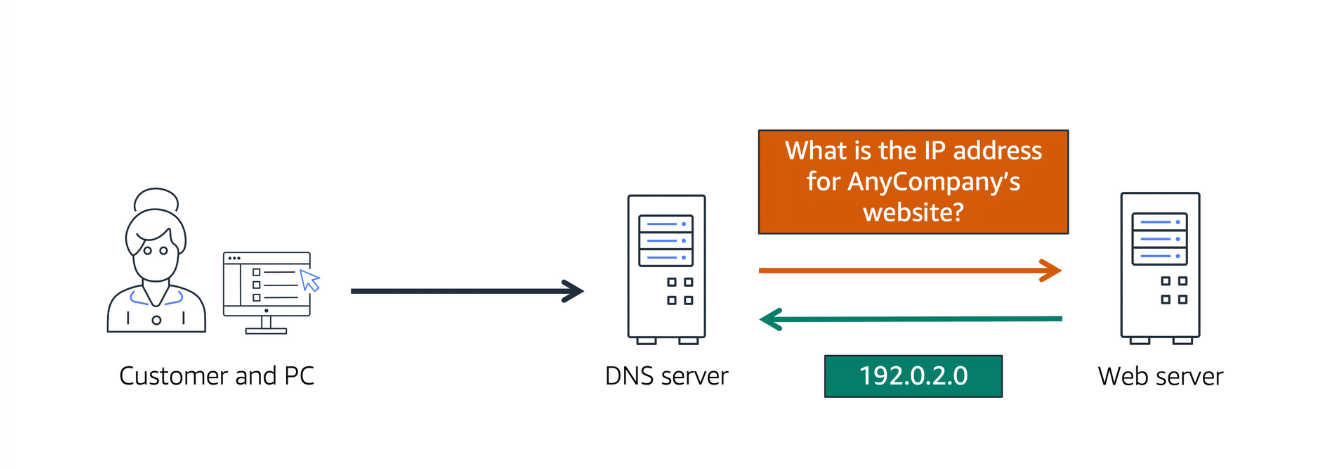 What is the IP address
for AnyCompany's
website?
Customer and PC
DNS server
192.0.2.0
Web server